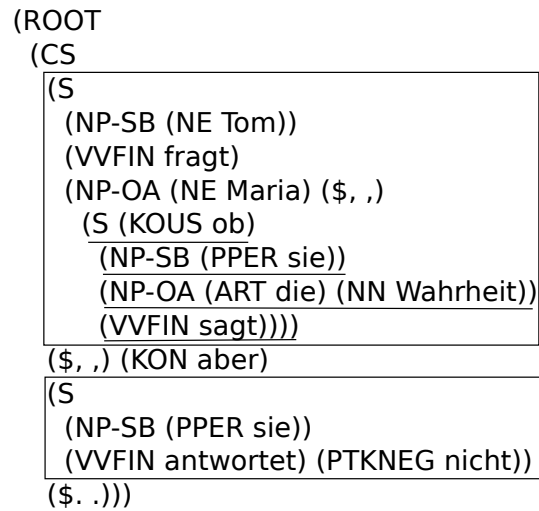 (ROOT
(CS
(S
(NP-SB (NE Tom))
(VVFIN fragt)
(NP-OA (NE Maria) ($, ,)
(S (KOUS ob)
(NP-SB (PPER sie))
(NP-OA (ART die) (NN Wahrheit))
(VVFIN sagt))))
($, ,) (KON aber)
(S
(NP-SB (PPER sie))
(VVFIN antwortet) (PTKNEG nicht))
($. .)))